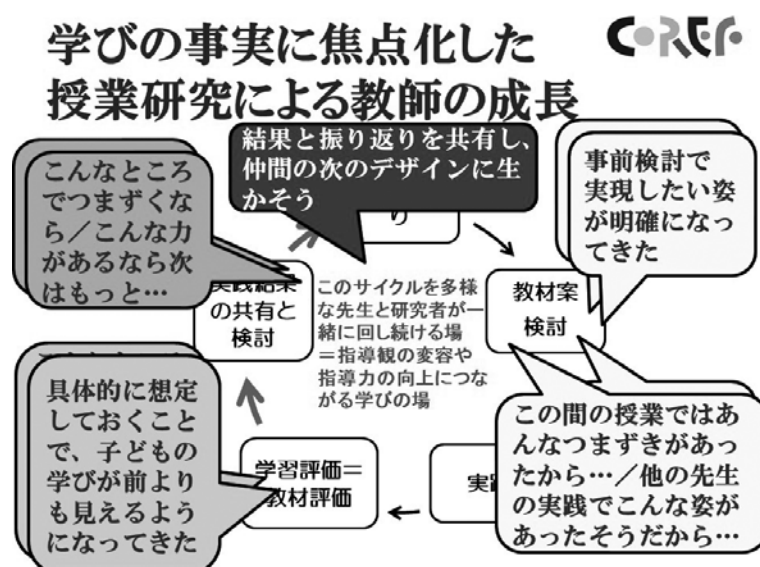 学びの事実に焦点化した
授業研究による教師の成長
CoREF
こんなところ
でつまずくな
ら／こんな力
があるなら次
はもっと…
結果と振り返りを共有し、
仲間の次のデザインに生
かそう
り
事前検討で
実現したい姿
が明確になっ
てきた
実践結果
の共有と
検討
このサイクルを多様
な先生と研究者が一
緒に回し続ける場
＝指導観の変容や
指導力の向上につな
がる学びの場
教材案
検討
具体的に想定
しておくこと
で、子どもの
学びが前より
も見えるよう
になってきた
学習評価＝
教材評価
実
この間の授業ではあ
んなつまずきがあっ
たから…／他の先生
の実践でこんな姿が
あったそうだから…